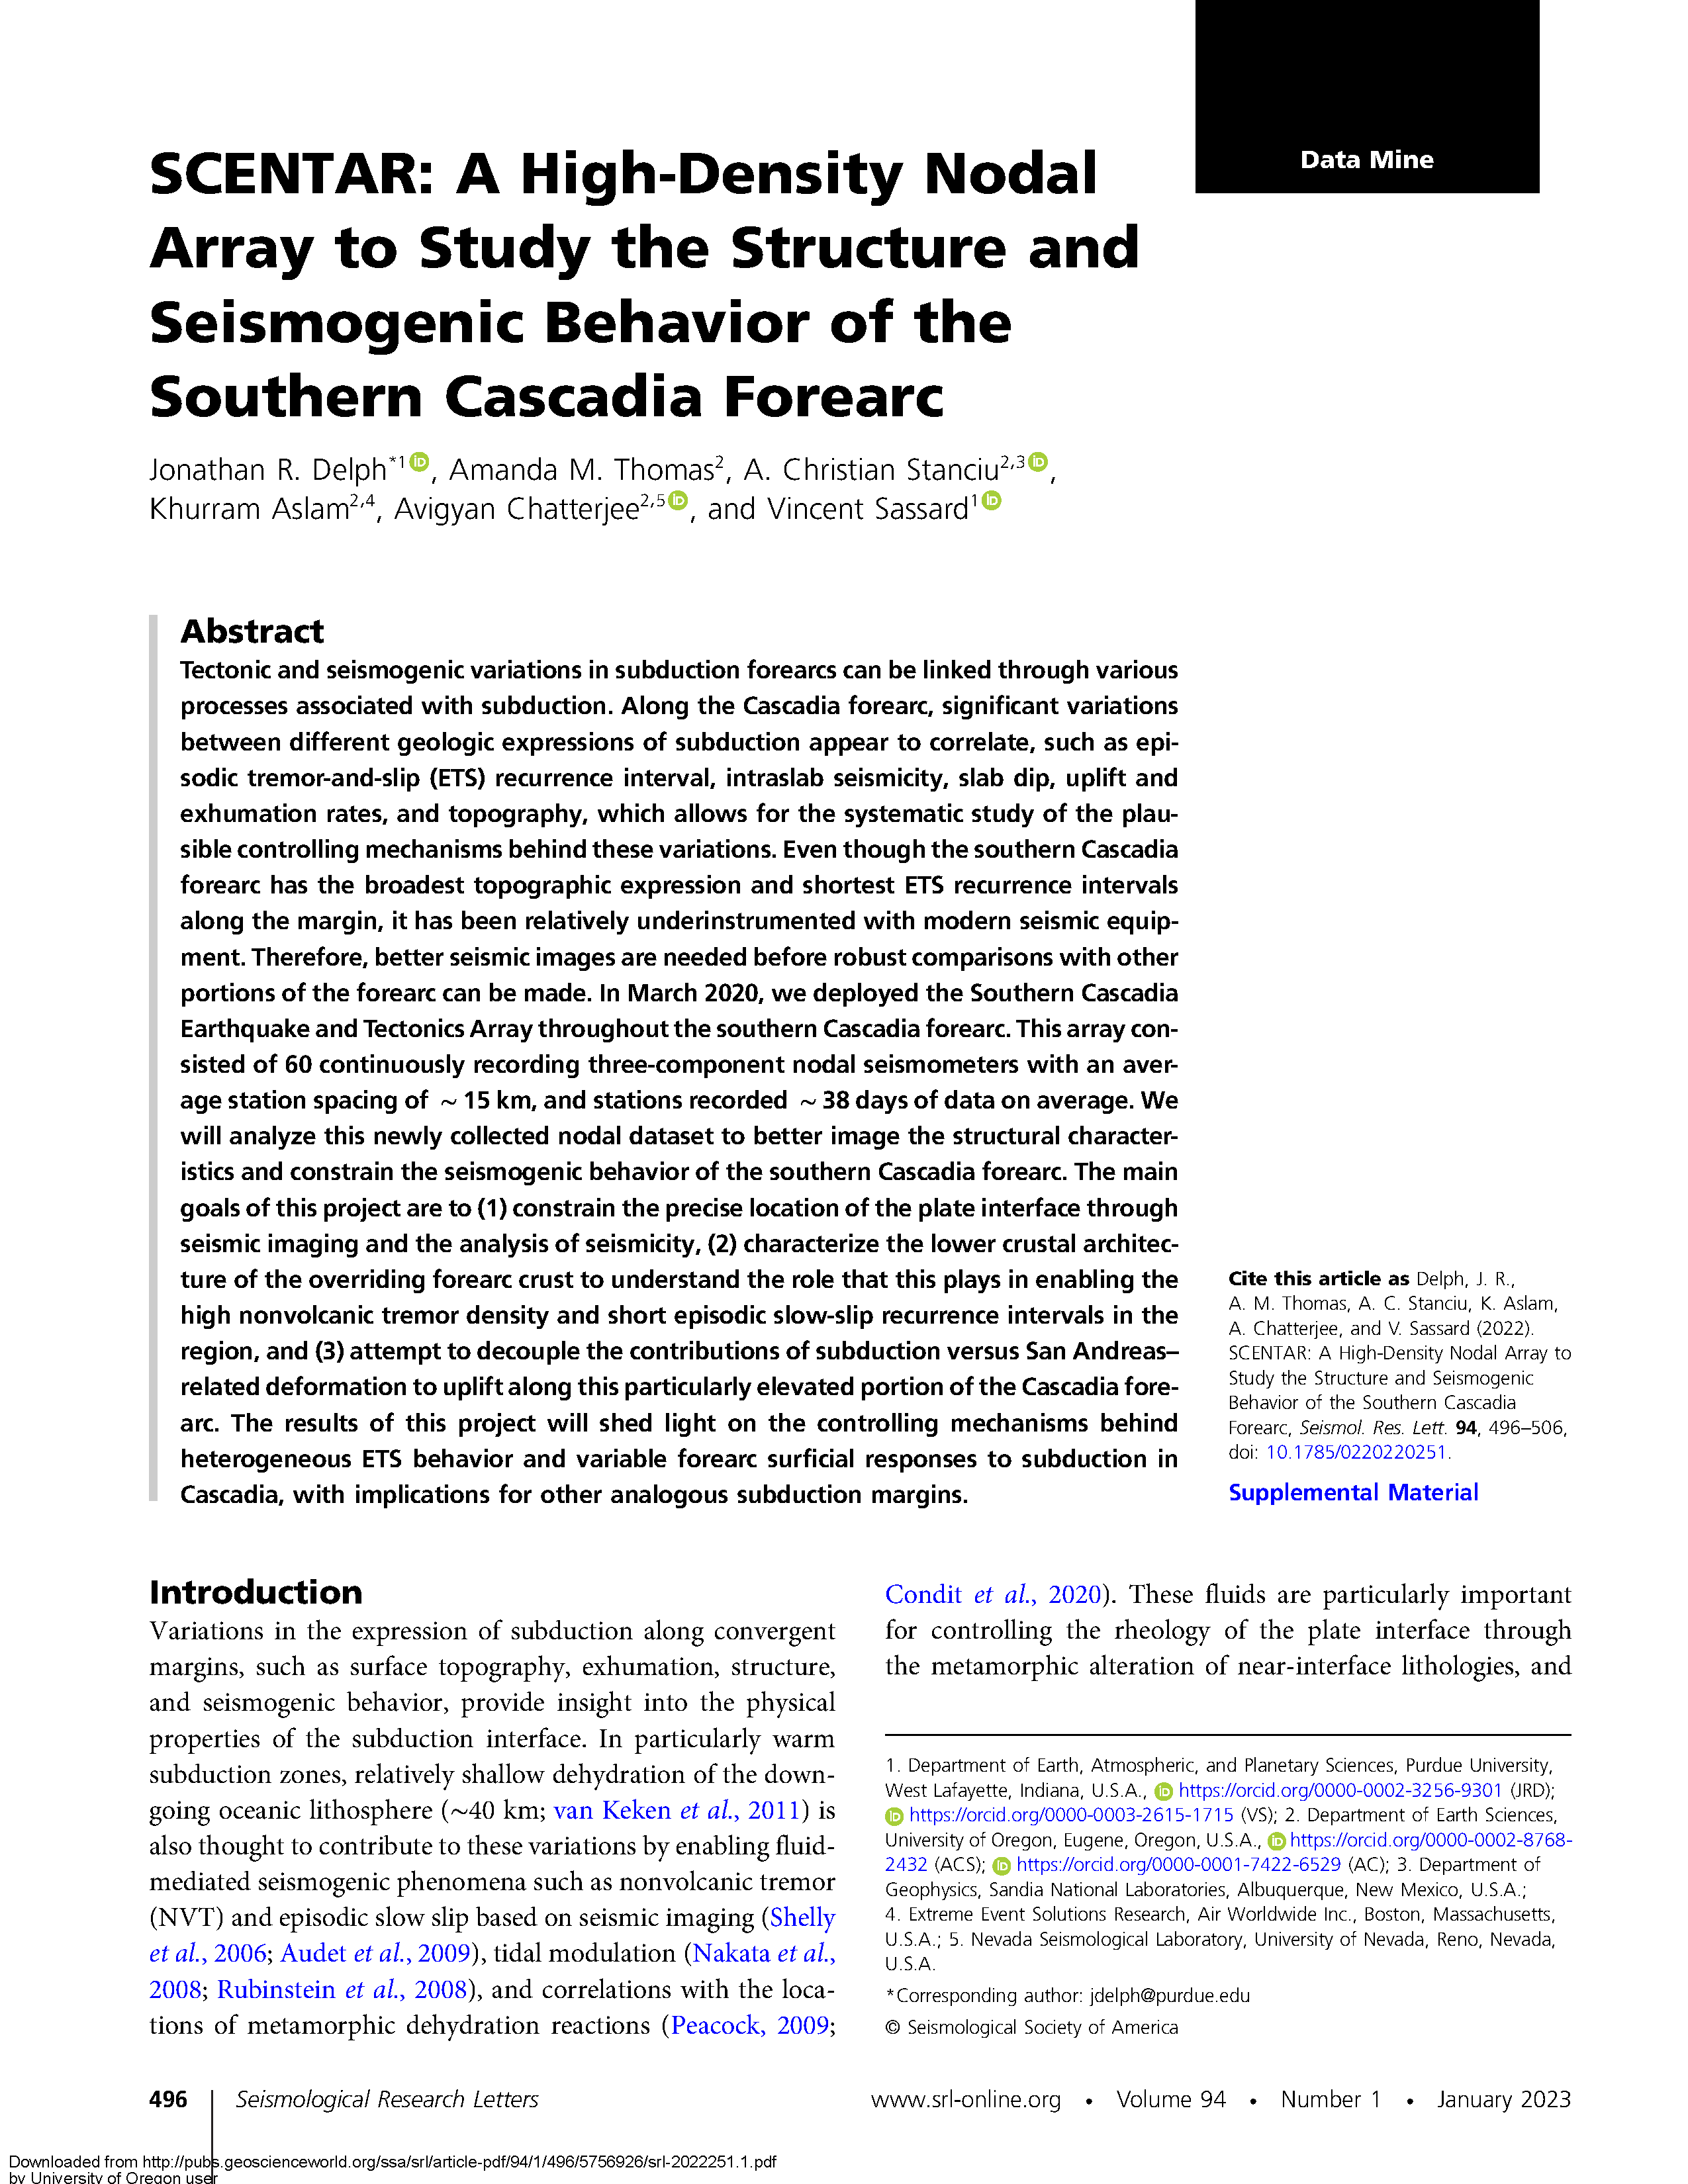 Data Mine
SCENTAR: A High-Density Nodal
Array to Study the Structure and
Seismogenic Behavior of the
Southern Cascadia Forearc
Jonathan R. Delph*1, Amanda M. Thomas2, A. Christian Stanciu2,3,
Khurram Aslam2,4, Avigyan Chatterjee2,5, and Vincent Sassard1
Abstract
Tectonic and seismogenic variations in subduction forearcs can be linked through various
processes associated with subduction. Along the Cascadia forearc, significant variations
between different geologic expressions of subduction appear to correlate, such as epi-
sodic tremor-and-slip (ETS) recurrence interval, intraslab seismicity, slab dip, uplift and
exhumation rates, and topography, which allows for the systematic study of the plau-
sible controlling mechanisms behind these variations. Even though the southern Cascadia
forearc has the broadest topographic expression and shortest ETS recurrence intervals
along the margin, it has been relatively underinstrumented with modern seismic equip-
ment. Therefore, better seismic images are needed before robust comparisons with other
portions of the forearc can be made. In March 2020, we deployed the Southern Cascadia
Earthquake and Tectonics Array throughout the southern Cascadia forearc. This array con-
sisted of 60 continuously recording three-component nodal seismometers with an aver-
age station spacing of ~ 15 km, and stations recorded ~ 38 days of data on average. We
will analyze this newly collected nodal dataset to better image the structural character-
istics and constrain the seismogenic behavior of the southern Cascadia forearc. The main
goals of this project are to (1) constrain the precise location of the plate interface through
seismic imaging and the analysis of seismicity, (2) characterize the lower crustal architec-
ture of the overriding forearc crust to understand the role that this plays in enabling the
high nonvolcanic tremor density and short episodic slow-slip recurrence intervals in the
region, and (3) attempt to decouple the contributions of subduction versus San Andreas–
related deformation to uplift along this particularly elevated portion of the Cascadia fore-
arc. The results of this project will shed light on the controlling mechanisms behind
heterogeneous ETS behavior and variable forearc surficial responses to subduction in
Cascadia, with implications for other analogous subduction margins.
Cite this article as Delph, J. R.,
A. M. Thomas, A. C. Stanciu, K. Aslam,
A. Chatterjee, and V. Sassard (2022).
SCENTAR: A High-Density Nodal Array to
Study the Structure and Seismogenic
Behavior of the Southern Cascadia
Forearc, Seismol. Res. Lett. 94, 496–506,
doi: 10.1785/0220220251.
Supplemental Material
Introduction
Variations in the expression of subduction along convergent
margins, such as surface topography, exhumation, structure,
and seismogenic behavior, provide insight into the physical
properties of the subduction interface. In particularly warm
subduction zones, relatively shallow dehydration of the down-
going oceanic lithosphere (~40 km; van Keken et al., 2011) is
also thought to contribute to these variations by enabling fluid-
mediated seismogenic phenomena such as nonvolcanic tremor
(NVT) and episodic slow slip based on seismic imaging (Shelly
et al., 2006; Audet et al., 2009), tidal modulation (Nakata et al.,
2008; Rubinstein et al., 2008), and correlations with the loca-
tions of metamorphic dehydration reactions (Peacock, 2009;
Condit et al., 2020). These fluids are particularly important
for controlling the rheology of the plate interface through
the metamorphic alteration of near-interface lithologies, and
1. Department of Earth, Atmospheric, and Planetary Sciences, Purdue University,
West Lafayette, Indiana, U.S.A., iD https://orcid.org/0000-0002-3256-9301 (JRD);
iD https://orcid.org/0000-0003-2615-1715 (VS); 2. Department of Earth Sciences,
University of Oregon, Eugene, Oregon, U.S.A., iD https://orcid.org/0000-0002-8768-
2432 (ACS); iD https://orcid.org/0000-0001-7422-6529 (AC); 3. Department of
Geophysics, Sandia National Laboratories, Albuquerque, New Mexico, U.S.A.;
4. Extreme Event Solutions Research, Air Worldwide Inc., Boston, Massachusetts,
U.S.A.; 5. Nevada Seismological Laboratory, University of Nevada, Reno, Nevada,
U.S.A.
*Corresponding author: jdelph@purdue.edu
© Seismological Society of America
496 Seismological Research Letters www.srl-online.org • Volume 94 • Number 1 • January 2023
Downloaded from http://pubs.geoscienceworld.org/ssa/srl/article-pdf/94/1/496/5756926/srl-2022251.1.pdf
by University of Oregon user